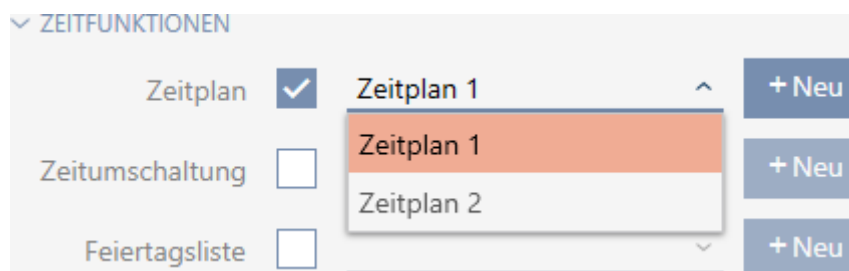 ZEITFUNKTIONEN
Zeitplan Zeitplan 1 + Neu
Zeitplan 1
Zeitumschaltung + Neu
Zeitplan 2
Feiertagsliste + Neu